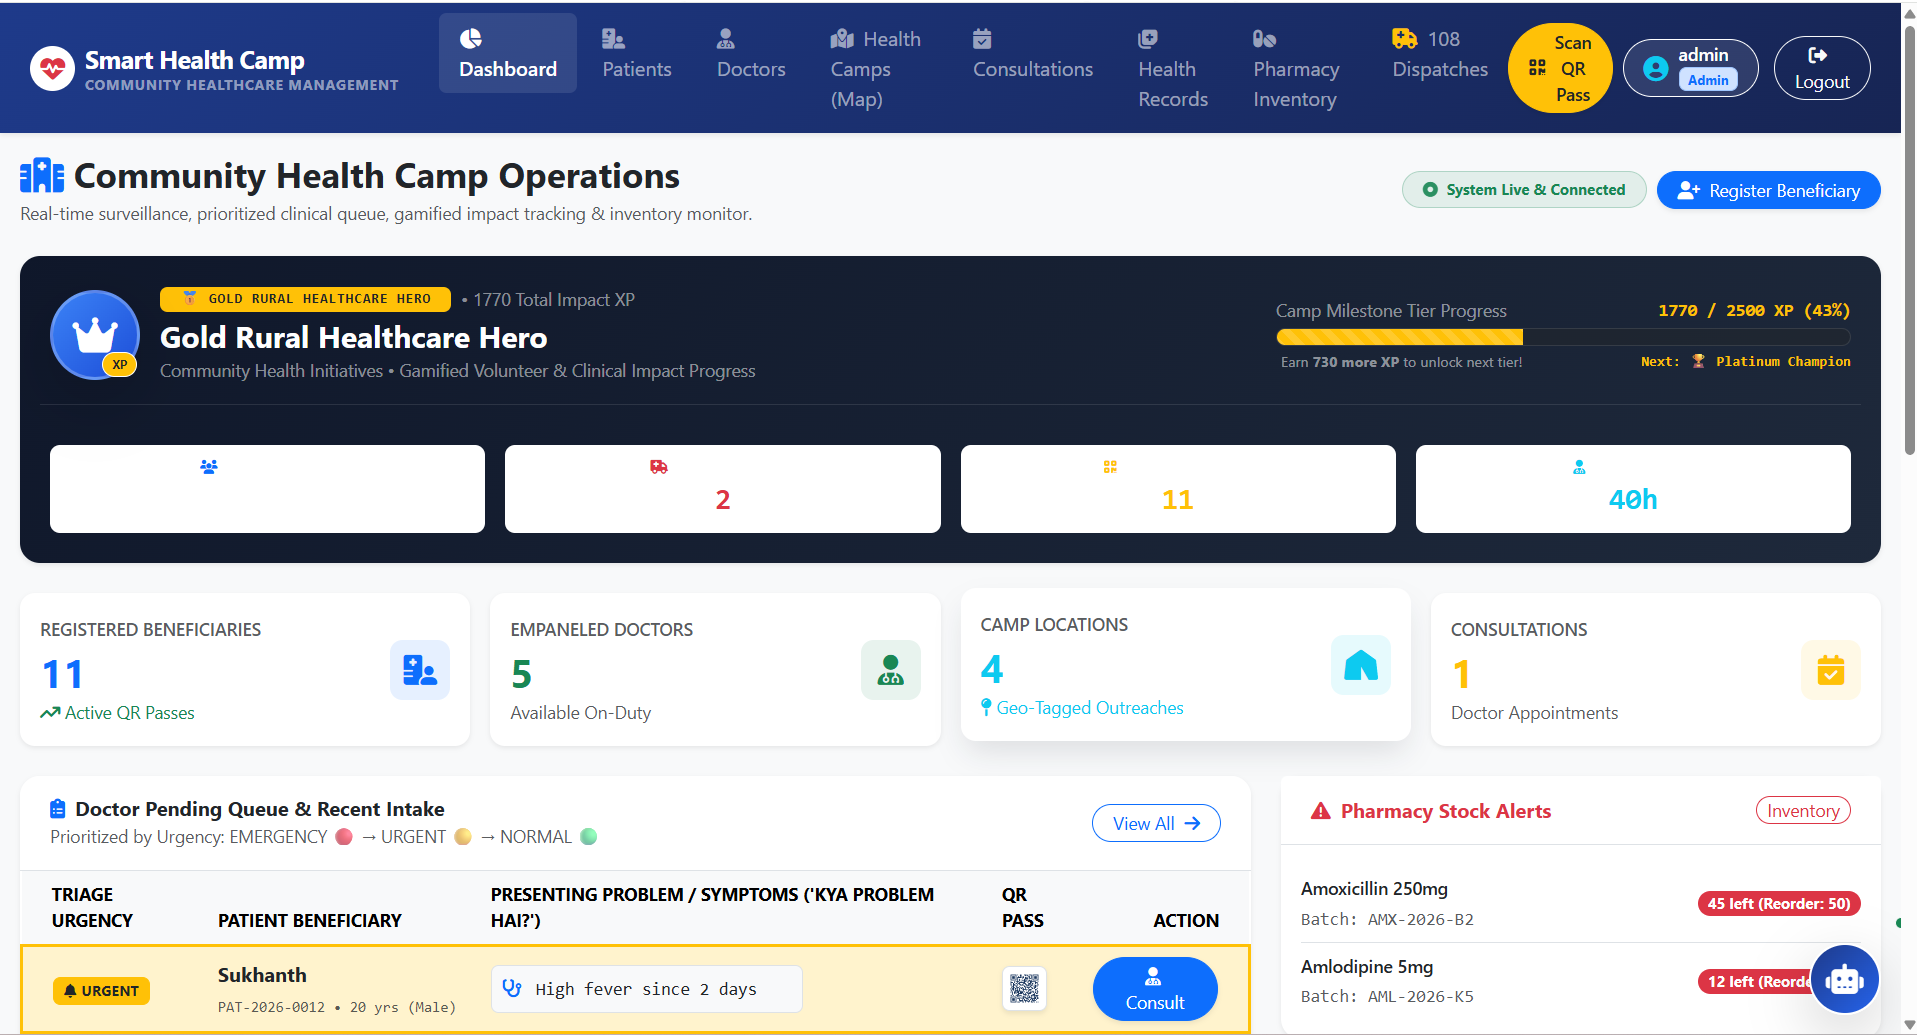 Smart Health Camp
COMMUNITY HEALTHCARE MANAGEMENT
Dashboard
Patients
Doctors
Health
Camps
(Map)
Consultations
Health
Records
Pharmacy
Inventory
108
Dispatches
Scan
QR
Pass
admin
Admin
Logout
Community Health Camp Operations
Real-time surveillance, prioritized clinical queue, gamified impact tracking & inventory monitor.
System Live & Connected
Register Beneficiary
XP
GOLD RURAL HEALTHCARE HERO • 1770 Total Impact XP
Gold Rural Healthcare Hero
Community Health Initiatives • Gamified Volunteer & Clinical Impact Progress
Camp Milestone Tier Progress 1770 / 2500 XP (43%)
Earn 730 more XP to unlock next tier! Next: 🏆 Platinum Champion
2
11
40h
REGISTERED BENEFICIARIES
11
Active QR Passes
EMPANELED DOCTORS
5
Available On-Duty
CAMP LOCATIONS
4
Geo-Tagged Outreaches
CONSULTATIONS
1
Doctor Appointments
Doctor Pending Queue & Recent Intake
Prioritized by Urgency: EMERGENCY 🔴 → URGENT 🟡 → NORMAL 🟢
View All →
TRIAGE
URGENCY
PATIENT BENEFICIARY
PRESENTING PROBLEM / SYMPTOMS ('KYA PROBLEM
HAI?')
QR
PASS
ACTION
URGENT
Sukhanth
PAT-2026-0012 • 20 yrs (Male)
High fever since 2 days
Consult
Pharmacy Stock Alerts
Inventory
Amoxicillin 250mg
Batch: AMX-2026-B2
45 left (Reorder: 50)
Amlodipine 5mg
Batch: AML-2026-K5
12 left (Reorde